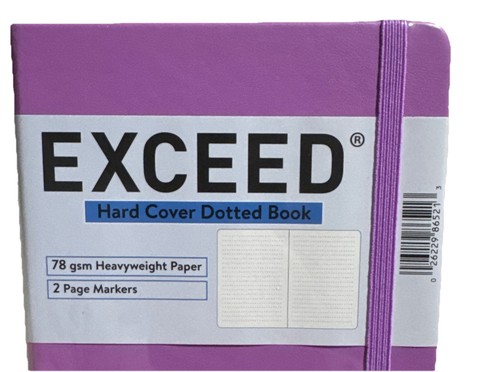 EXCEED®
Hard Cover Dotted Book
78 gsm Heavyweight Paper
2 Page Markers
0 26229 86521 3